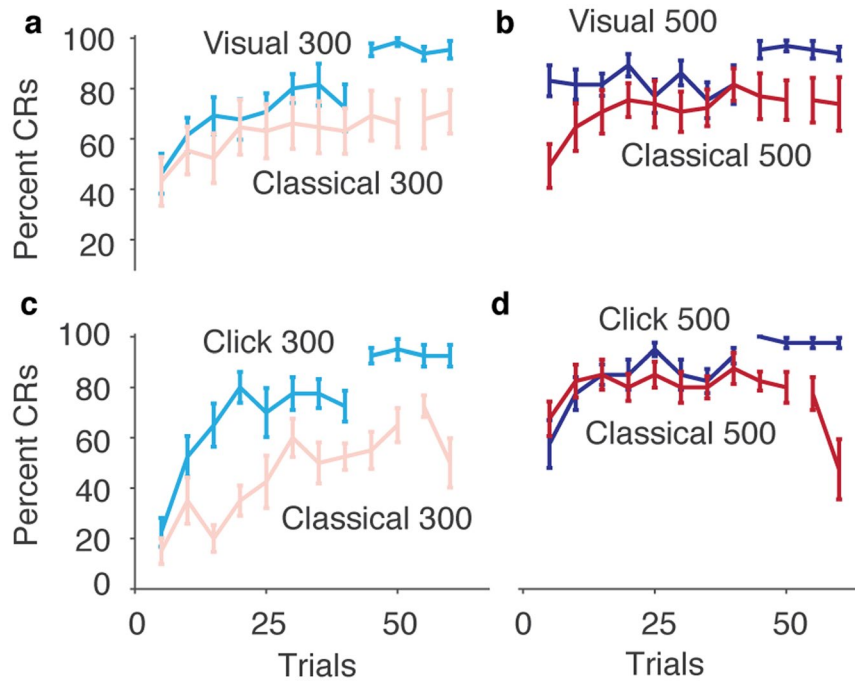 a
Visual 300
Classical 300
Percent CRs
100
80
60
40
20
b
Visual 500
Classical 500
c
Click 300
Classical 300
Percent CRs
100
80
60
40
20
0
0 25 50
Trials
d
Click 500
Classical 500
0 25 50
Trials